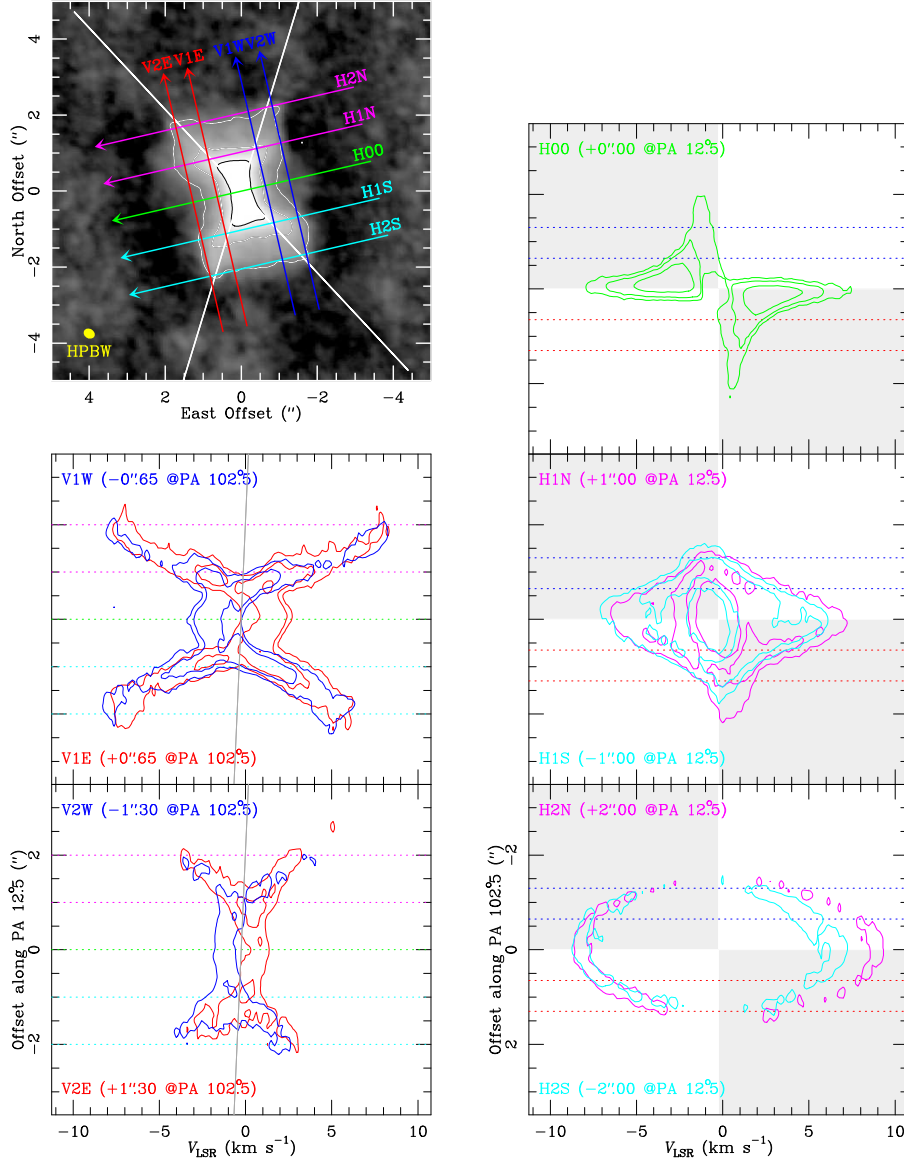 4
2
0
−2
−4
North Offset (″)
V2E V1E V1W V2W
H2N
H1N
H00
H1S
H2S
HPBW
4 2 0 −2 −4
East Offset (″)
H00 (+0.″00 @PA 12.°5)
V1W (−0.″65 @PA 102.°5)
V1E (+0.″65 @PA 102.°5)
H1N (+1.″00 @PA 12.°5)
H1S (−1.″00 @PA 12.°5)
V2W (−1.″30 @PA 102.°5)
V2E (+1.″30 @PA 102.°5)
2
0
−2
Offset along PA 12.°5 (″)
−10 −5 0 5 10
V LSR (km s⁻¹)
H2N (+2.″00 @PA 12.°5)
H2S (−2.″00 @PA 12.°5)
−2
0
2
Offset along PA 102.°5 (″)
−10 −5 0 5 10
V LSR (km s⁻¹)